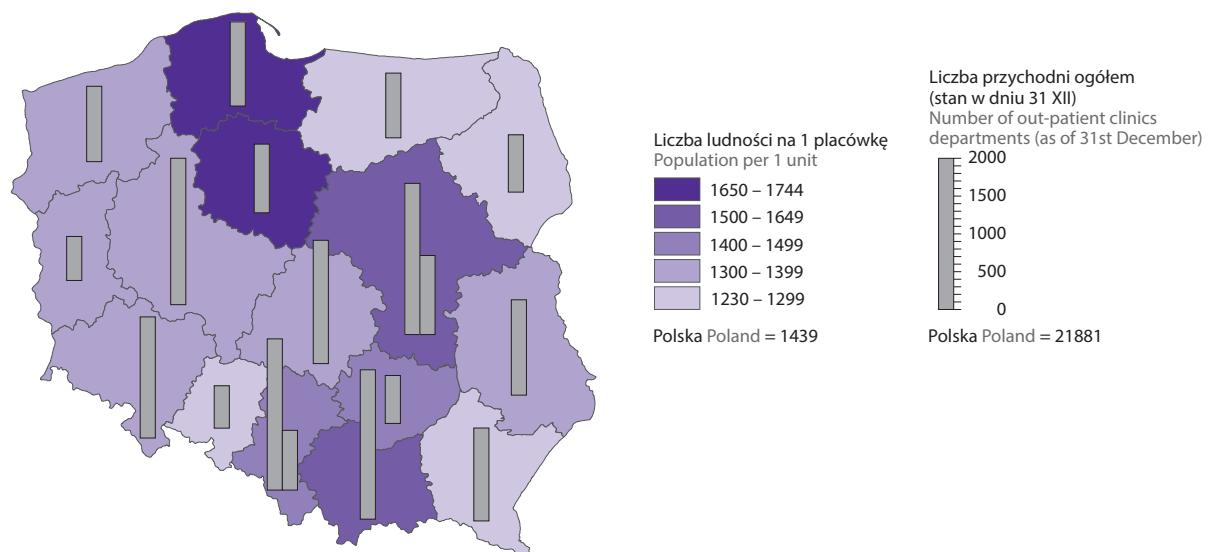 Liczba ludności na 1 placówkę
Population per 1 unit
1650 – 1744
1500 – 1649
1400 – 1499
1300 – 1399
1230 – 1299
Polska Poland = 1439
Liczba przychodni ogółem
(stan w dniu 31 XII)
Number of out-patient clinics
departments (as of 31st December)
2000
1500
1000
500
0
Polska Poland = 21881